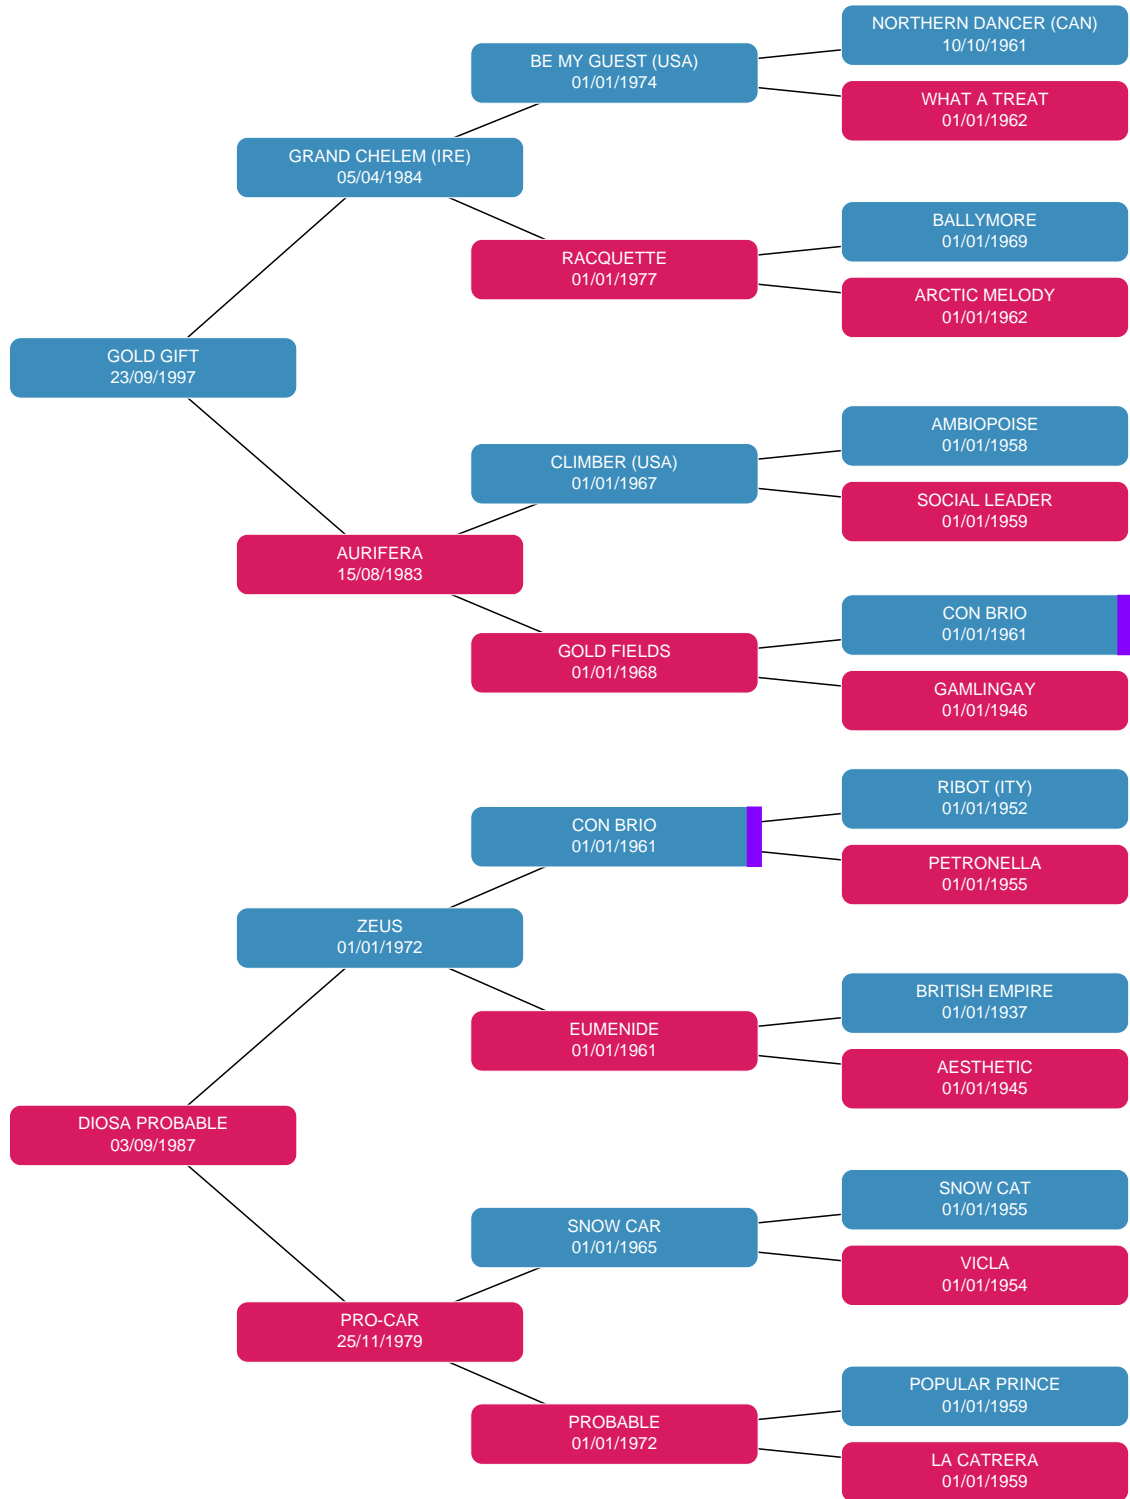 NORTHERN DANCER (CAN)
10/10/1961
BE MY GUEST (USA)
01/01/1974
WHAT A TREAT
01/01/1962
GRAND CHELEM (IRE)
05/04/1984
BALLYMORE
01/01/1969
RACQUETTE
01/01/1977
ARCTIC MELODY
01/01/1962
GOLD GIFT
23/09/1997
AMBIOPOISE
01/01/1958
CLIMBER (USA)
01/01/1967
SOCIAL LEADER
01/01/1959
AURIFERA
15/08/1983
CON BRIO
01/01/1961
GOLD FIELDS
01/01/1968
GAMLINGAY
01/01/1946
RIBOT (ITY)
01/01/1952
CON BRIO
01/01/1961
PETRONELLA
01/01/1955
ZEUS
01/01/1972
BRITISH EMPIRE
01/01/1937
EUMENIDE
01/01/1961
AESTHETIC
01/01/1945
DIOSA PROBABLE
03/09/1987
SNOW CAT
01/01/1955
SNOW CAR
01/01/1965
VICLA
01/01/1954
PRO-CAR
25/11/1979
POPULAR PRINCE
01/01/1959
PROBABLE
01/01/1972
LA CATRERA
01/01/1959